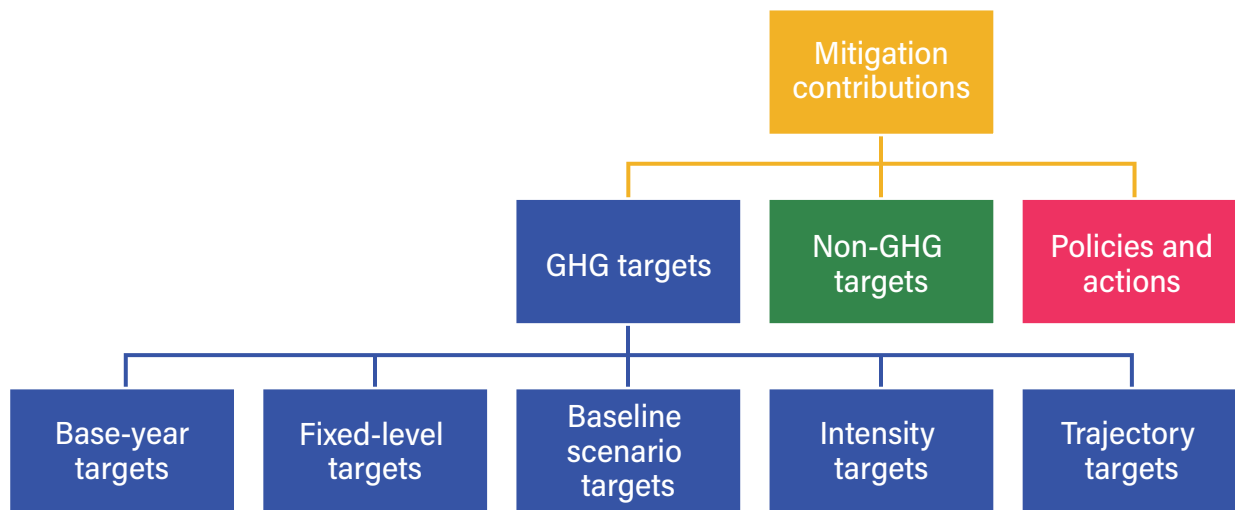 Mitigation
contributions
GHG targets
Non-GHG
targets
Policies and
actions
Base-year
targets
Fixed-level
targets
Baseline
scenario
targets
Intensity
targets
Trajectory
targets